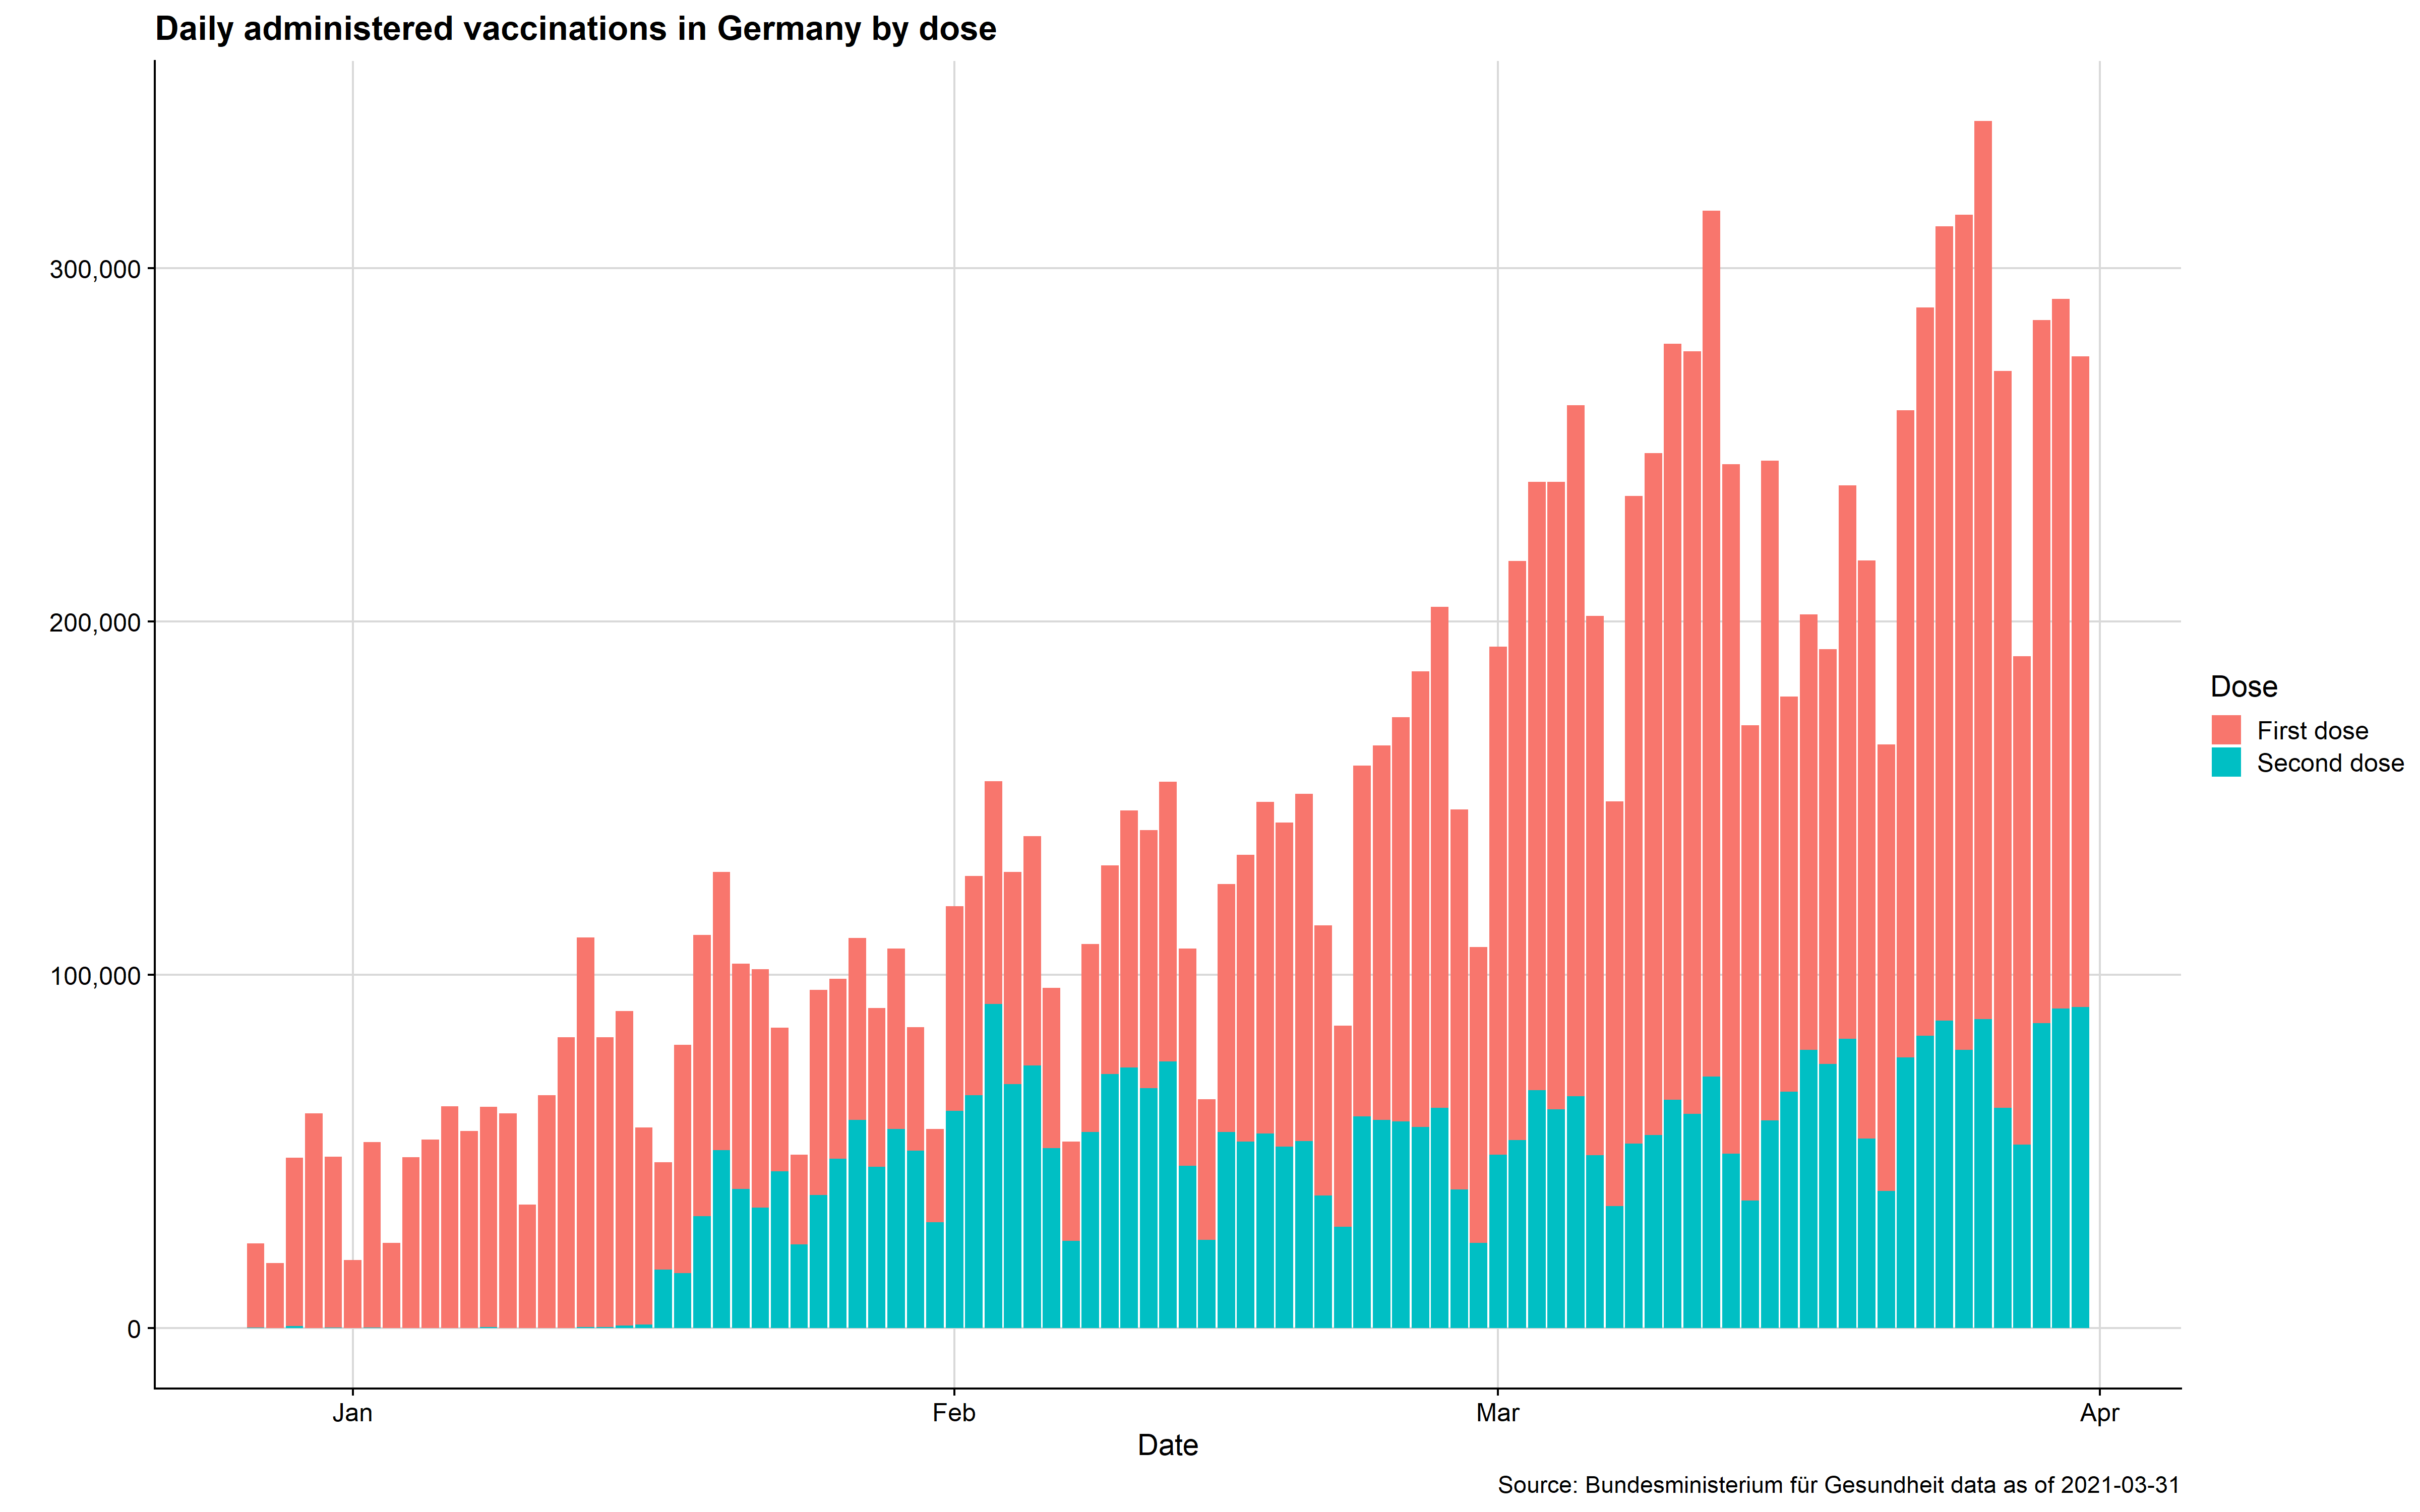 Daily administered vaccinations in Germany by dose
300,000
200,000
100,000
0
Jan Feb Mar Apr
Date
Dose
First dose
Second dose
Source: Bundesministerium für Gesundheit data as of 2021-03-31